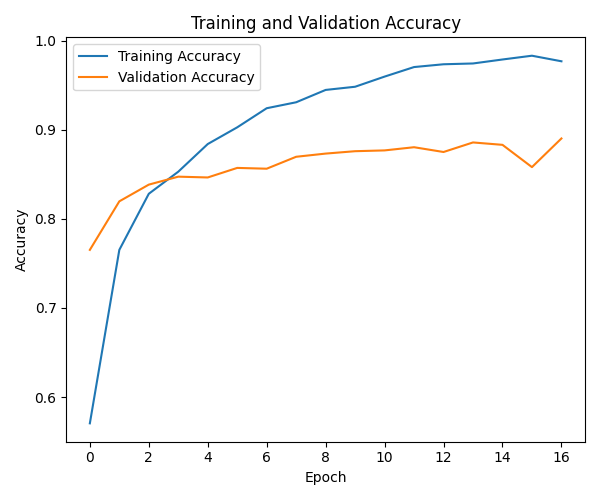 Training and Validation Accuracy
Training Accuracy
Validation Accuracy
1.0
0.9
0.8
0.7
0.6
Accuracy
0 2 4 6 8 10 12 14 16
Epoch